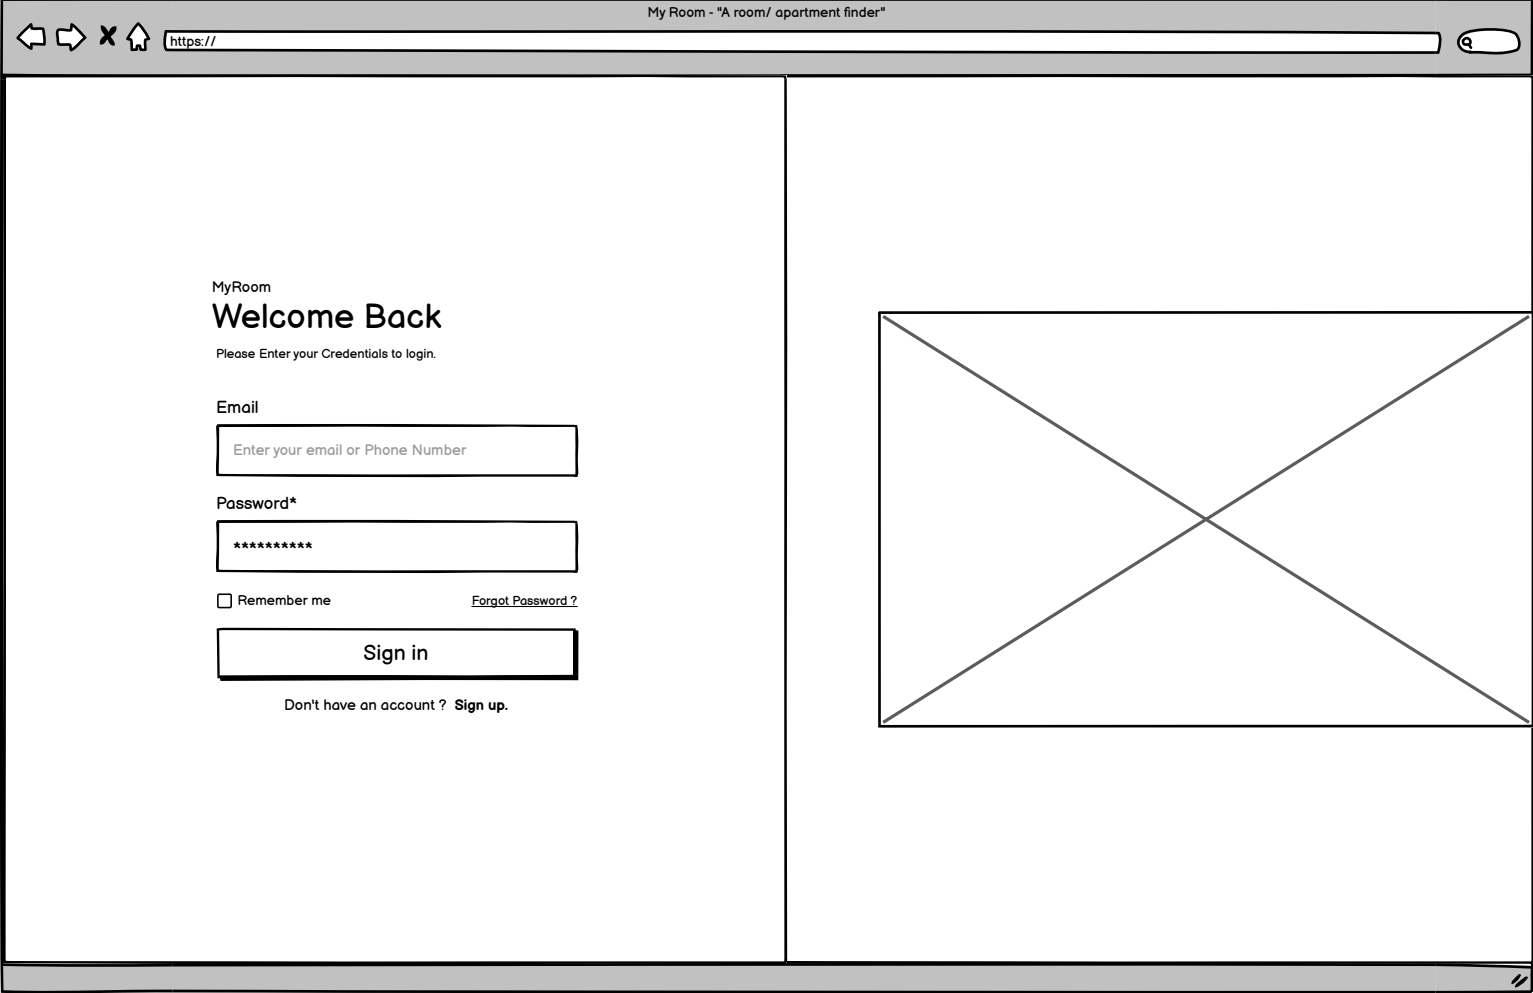 My Room - "A room/ apartment finder"
https://
MyRoom
Welcome Back
Please Enter your Credentials to login.
Email
Enter your email or Phone Number
Password*
**********
Remember me
Forgot Password ?
Sign in
Don't have an account ? Sign up.